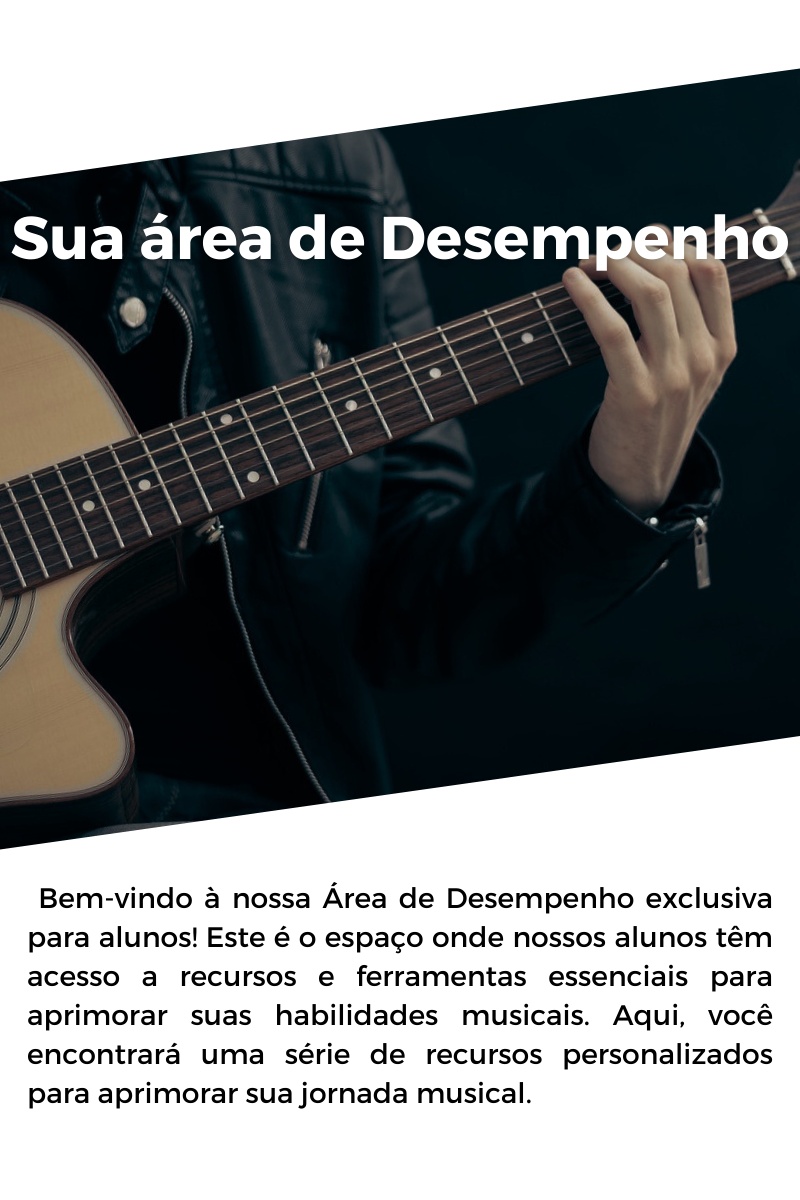 Sua área de Desempenho
Bem-vindo à nossa Área de Desempenho exclusiva
para alunos! Este é o espaço onde nossos alunos têm
acesso a recursos e ferramentas essenciais para
aprimorar suas habilidades musicais. Aqui, você
encontrará uma série de recursos personalizados
para aprimorar sua jornada musical.